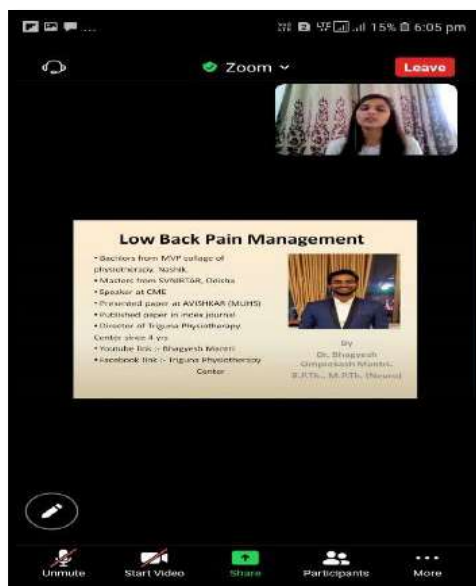 15% 6:05 pm
Zoom
Leave
Low Back Pain Management
• Bachlors from MVP collage of
physiotherapy, Nashik.
• Masters from SVNIRTAR, Odisha
• Speaker at CME
• Presented paper at AVISHKAR (MUHS)
• Published paper in index journal
• Director of Triguna Physiotherapy
Center since 4 yrs
• Youtube link :- Bhagyesh
• Facebook link :- Triguna Physiotherapy
Center
By
Dr. Bhagyesh
Omprakash Mantri.
B.P.Th., M.P.Th. (Neuro)
Unmute
Start Video
Share
Participants
More